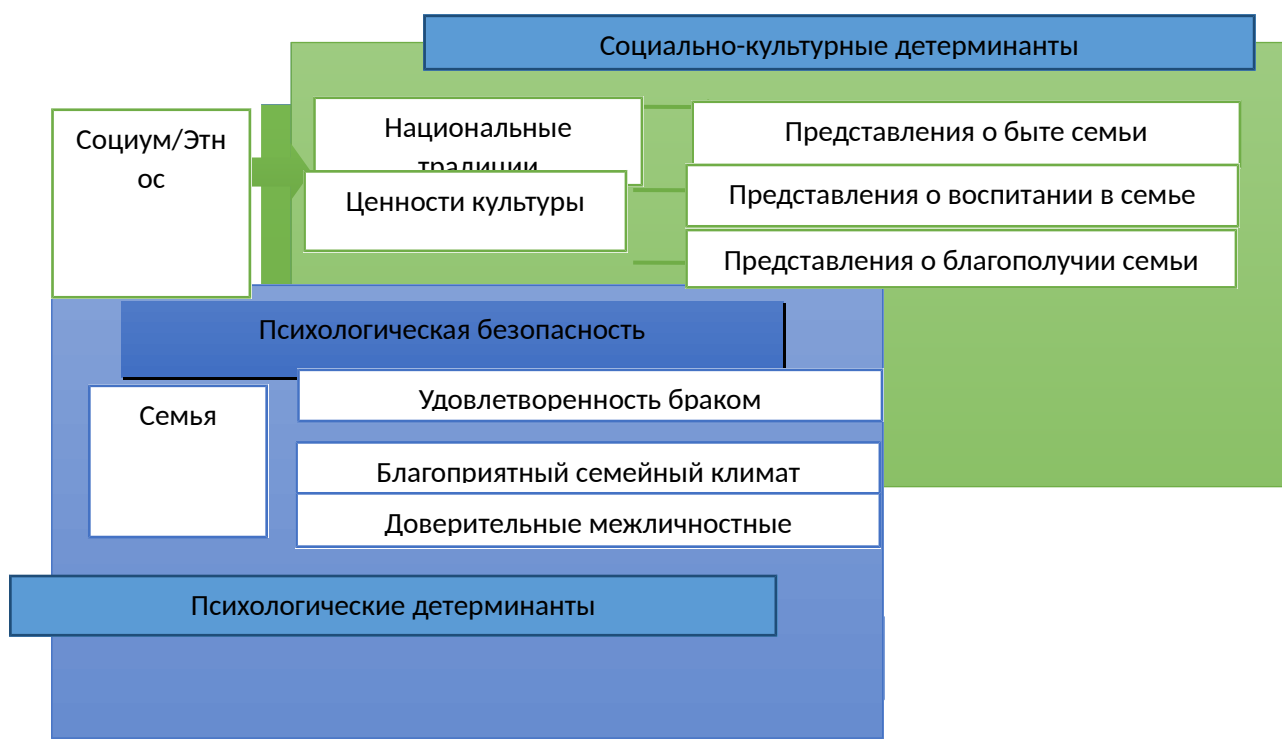 Социально-культурные детерминанты
Социум/Этн
ос
Национальные
традиции
Ценности культуры
Представления о быте семьи
Представления о воспитании в семье
Представления о благополучии семьи
Психологическая безопасность
Семья
Удовлетворенность браком
Благоприятный семейный климат
Доверительные межличностные
Психологические детерминанты